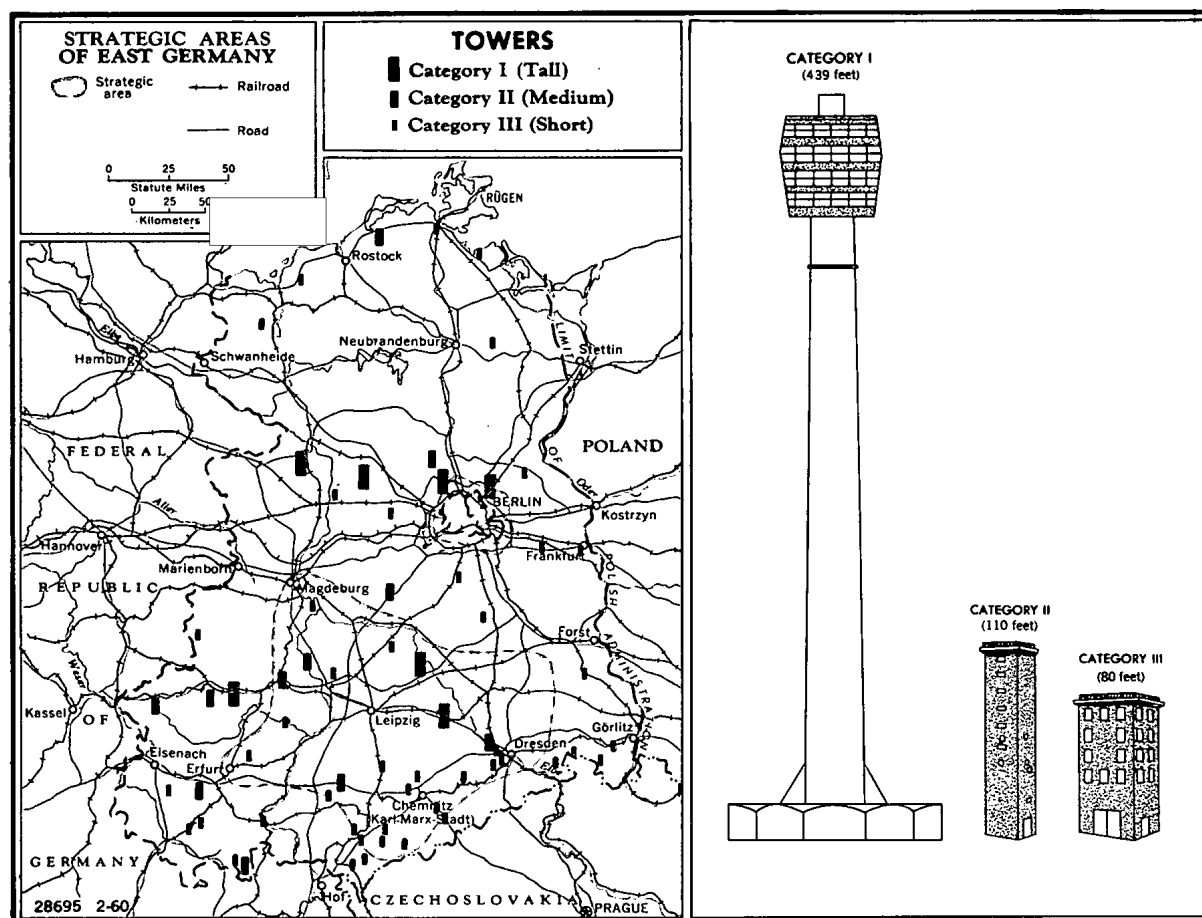 STRATEGIC AREAS
OF EAST GERMANY
Strategic
area
Railroad
Road
0 25 50
Statute Miles
0 25 50
Kilometers
TOWERS
Category I (Tall)
Category II (Medium)
Category III (Short)
RÜGEN
Rostock
Elbe
Hamburg
Schwanheide
Neubrandenburg
LIMIT
Stettin
FEDERAL
POLAND
OF
Oder
BERLIN
Kostrzyn
Aller
Hannover
Frankfurt
Marienborn
REPUBLIC
Magdeburg
POLISH
Forst
ADMINISTRATION
Weser
Kassel
OF
Leipzig
Görlitz
Eisenach
Erfurt
Dresden
Chemnitz
(Karl-Marx-Stadt)
GERMANY
Hof
CZECHOSLOVAKIA
PRAGUE
28695 2-60
CATEGORY I
(439 feet)
CATEGORY II
(110 feet)
CATEGORY III
(80 feet)